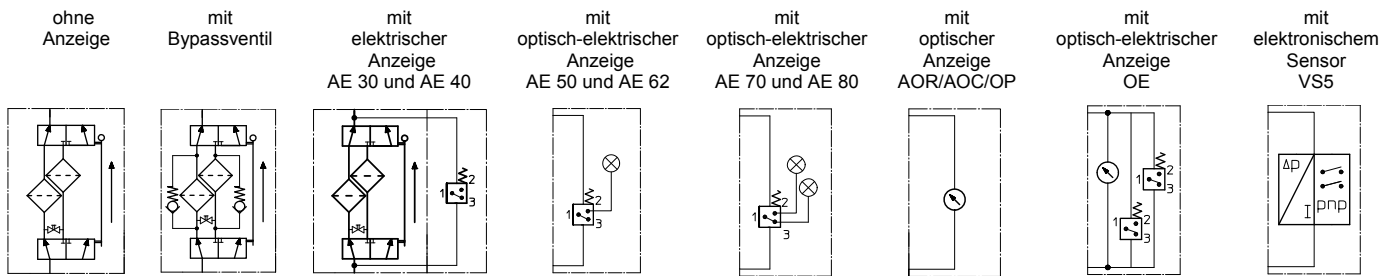 ohne
Anzeige
mit
Bypassventil
mit
elektrischer
Anzeige
AE 30 und AE 40
mit
optisch-elektrischer
Anzeige
AE 50 und AE 62
mit
optisch-elektrischer
Anzeige
AE 70 und AE 80
mit
optischer
Anzeige
AOR/AOC/OP
mit
optisch-elektrischer
Anzeige
OE
mit
elektronischem
Sensor
VS5
1 2
3
1 2
3
1 2
3
1 2
3
1 2
3
Δp
I
pnp